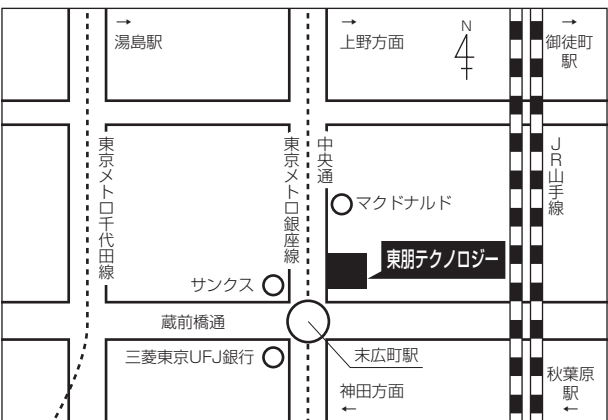 →
湯島駅
→
上野方面
N
→
御徒町
駅
東京メトロ千代田線
東京メトロ銀座線
中央通
JR山手線
マクドナルド
東朋テクノロジー
サンクス
蔵前橋通
三菱東京UFJ銀行
末広町駅
神田方面
←
秋葉原
駅
←